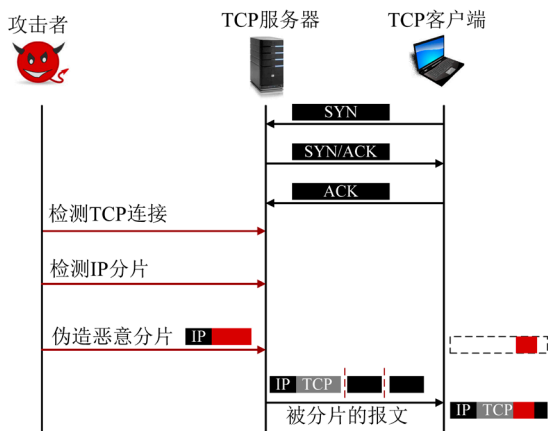 攻击者
TCP服务器
TCP客户端
SYN
SYN/ACK
ACK
检测TCP连接
检测IP分片
伪造恶意分片
IP
IP TCP
被分片的报文
IP TCP